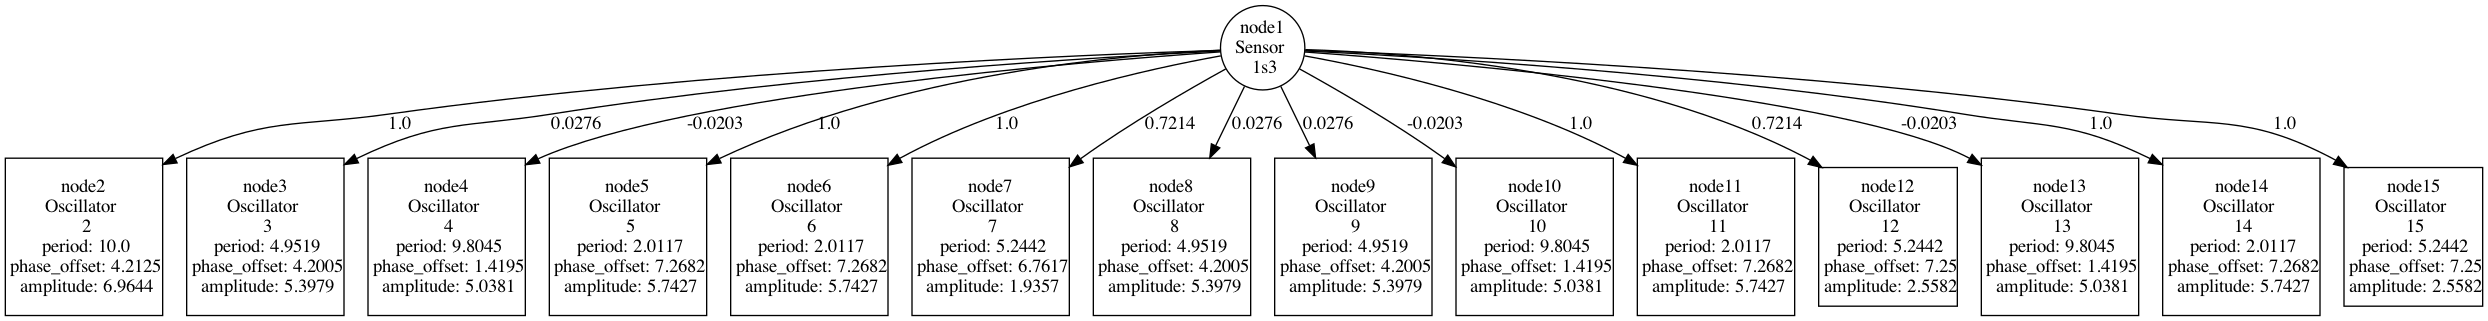 node1
Sensor
1s3
1.0
0.0276
-0.0203
1.0
1.0
0.7214
0.0276
0.0276
-0.0203
1.0
0.7214
-0.0203
1.0
1.0
node2
Oscillator
2
period: 10.0
phase_offset: 4.2125
amplitude: 6.9644
node3
Oscillator
3
period: 4.9519
phase_offset: 4.2005
amplitude: 5.3979
node4
Oscillator
4
period: 9.8045
phase_offset: 1.4195
amplitude: 5.0381
node5
Oscillator
5
period: 2.0117
phase_offset: 7.2682
amplitude: 5.7427
node6
Oscillator
6
period: 2.0117
phase_offset: 7.2682
amplitude: 5.7427
node7
Oscillator
7
period: 5.2442
phase_offset: 6.7617
amplitude: 1.9357
node8
Oscillator
8
period: 4.9519
phase_offset: 4.2005
amplitude: 5.3979
node9
Oscillator
9
period: 4.9519
phase_offset: 4.2005
amplitude: 5.3979
node10
Oscillator
10
period: 9.8045
phase_offset: 1.4195
amplitude: 5.0381
node11
Oscillator
11
period: 2.0117
phase_offset: 7.2682
amplitude: 5.7427
node12
Oscillator
12
period: 5.2442
phase_offset: 7.25
amplitude: 2.5582
node13
Oscillator
13
period: 9.8045
phase_offset: 1.4195
amplitude: 5.0381
node14
Oscillator
14
period: 2.0117
phase_offset: 7.2682
amplitude: 5.7427
node15
Oscillator
15
period: 5.2442
phase_offset: 7.25
amplitude: 2.5582